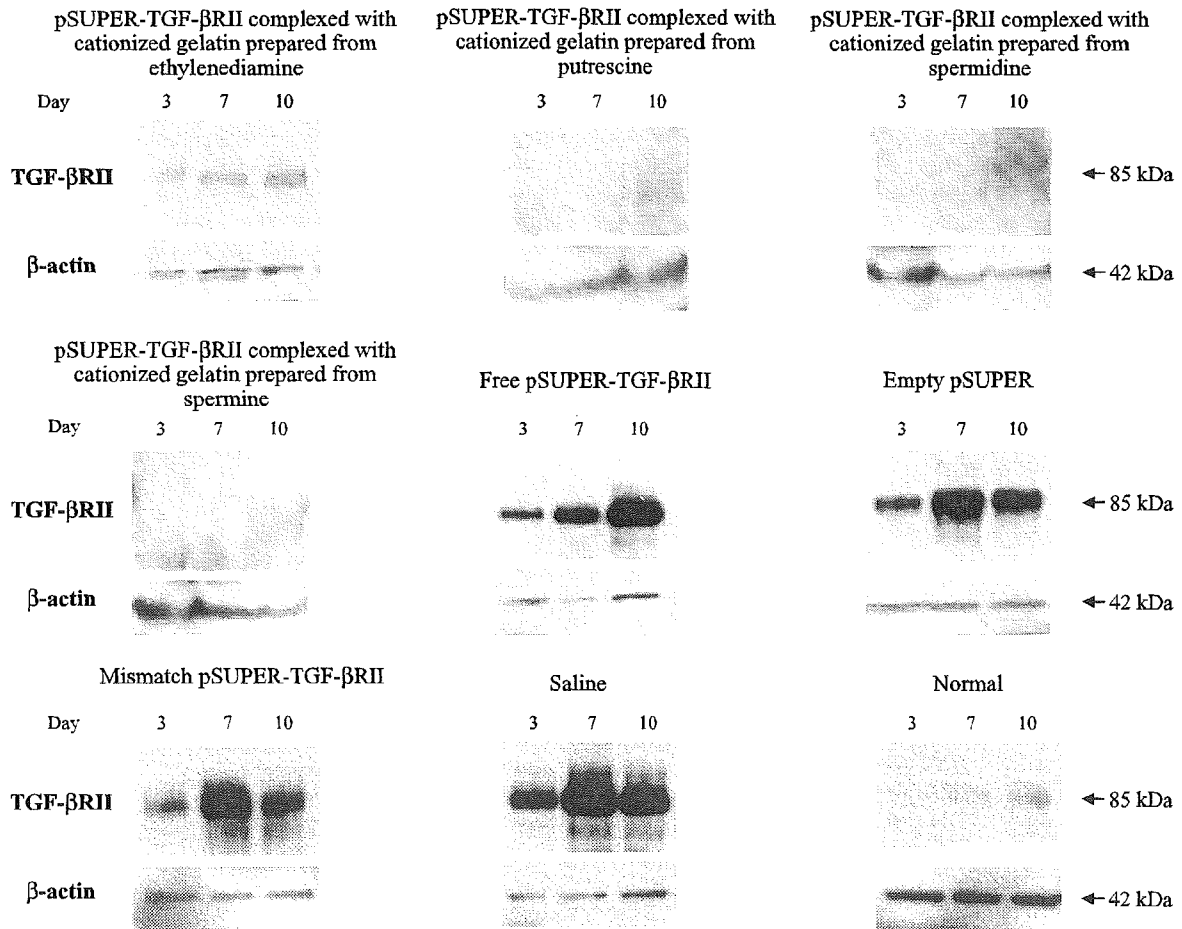 pSUPER-TGF-βRII complexed with
cationized gelatin prepared from
ethylenediamine
pSUPER-TGF-βRII complexed with
cationized gelatin prepared from
putrescine
pSUPER-TGF-βRII complexed with
cationized gelatin prepared from
spermidine
Day 3 7 10
3 7 10
3 7 10
TGF-βRII
85 kDa
β-actin
42 kDa
pSUPER-TGF-βRII complexed with
cationized gelatin prepared from
spermine
Free pSUPER-TGF-βRII
Empty pSUPER
Day 3 7 10
3 7 10
3 7 10
TGF-βRII
85 kDa
β-actin
42 kDa
Mismatch pSUPER-TGF-βRII
Saline
Normal
Day 3 7 10
3 7 10
3 7 10
TGF-βRII
85 kDa
β-actin
42 kDa